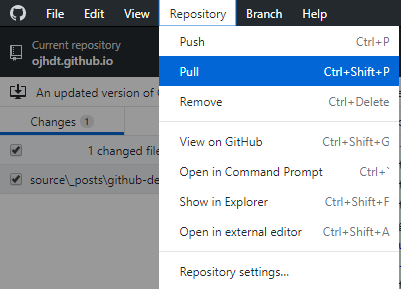 File Edit View Repository Branch Help
Current repository
ojhdt.github.io
An updated version of
Changes 1
1 changed file
source\_posts\github-de
Push Ctrl+P
Pull Ctrl+Shift+P
Remove Ctrl+Delete
View on GitHub Ctrl+Shift+G
Open in Command Prompt Ctrl+`
Show in Explorer Ctrl+Shift+F
Open in external editor Ctrl+Shift+A
Repository settings...